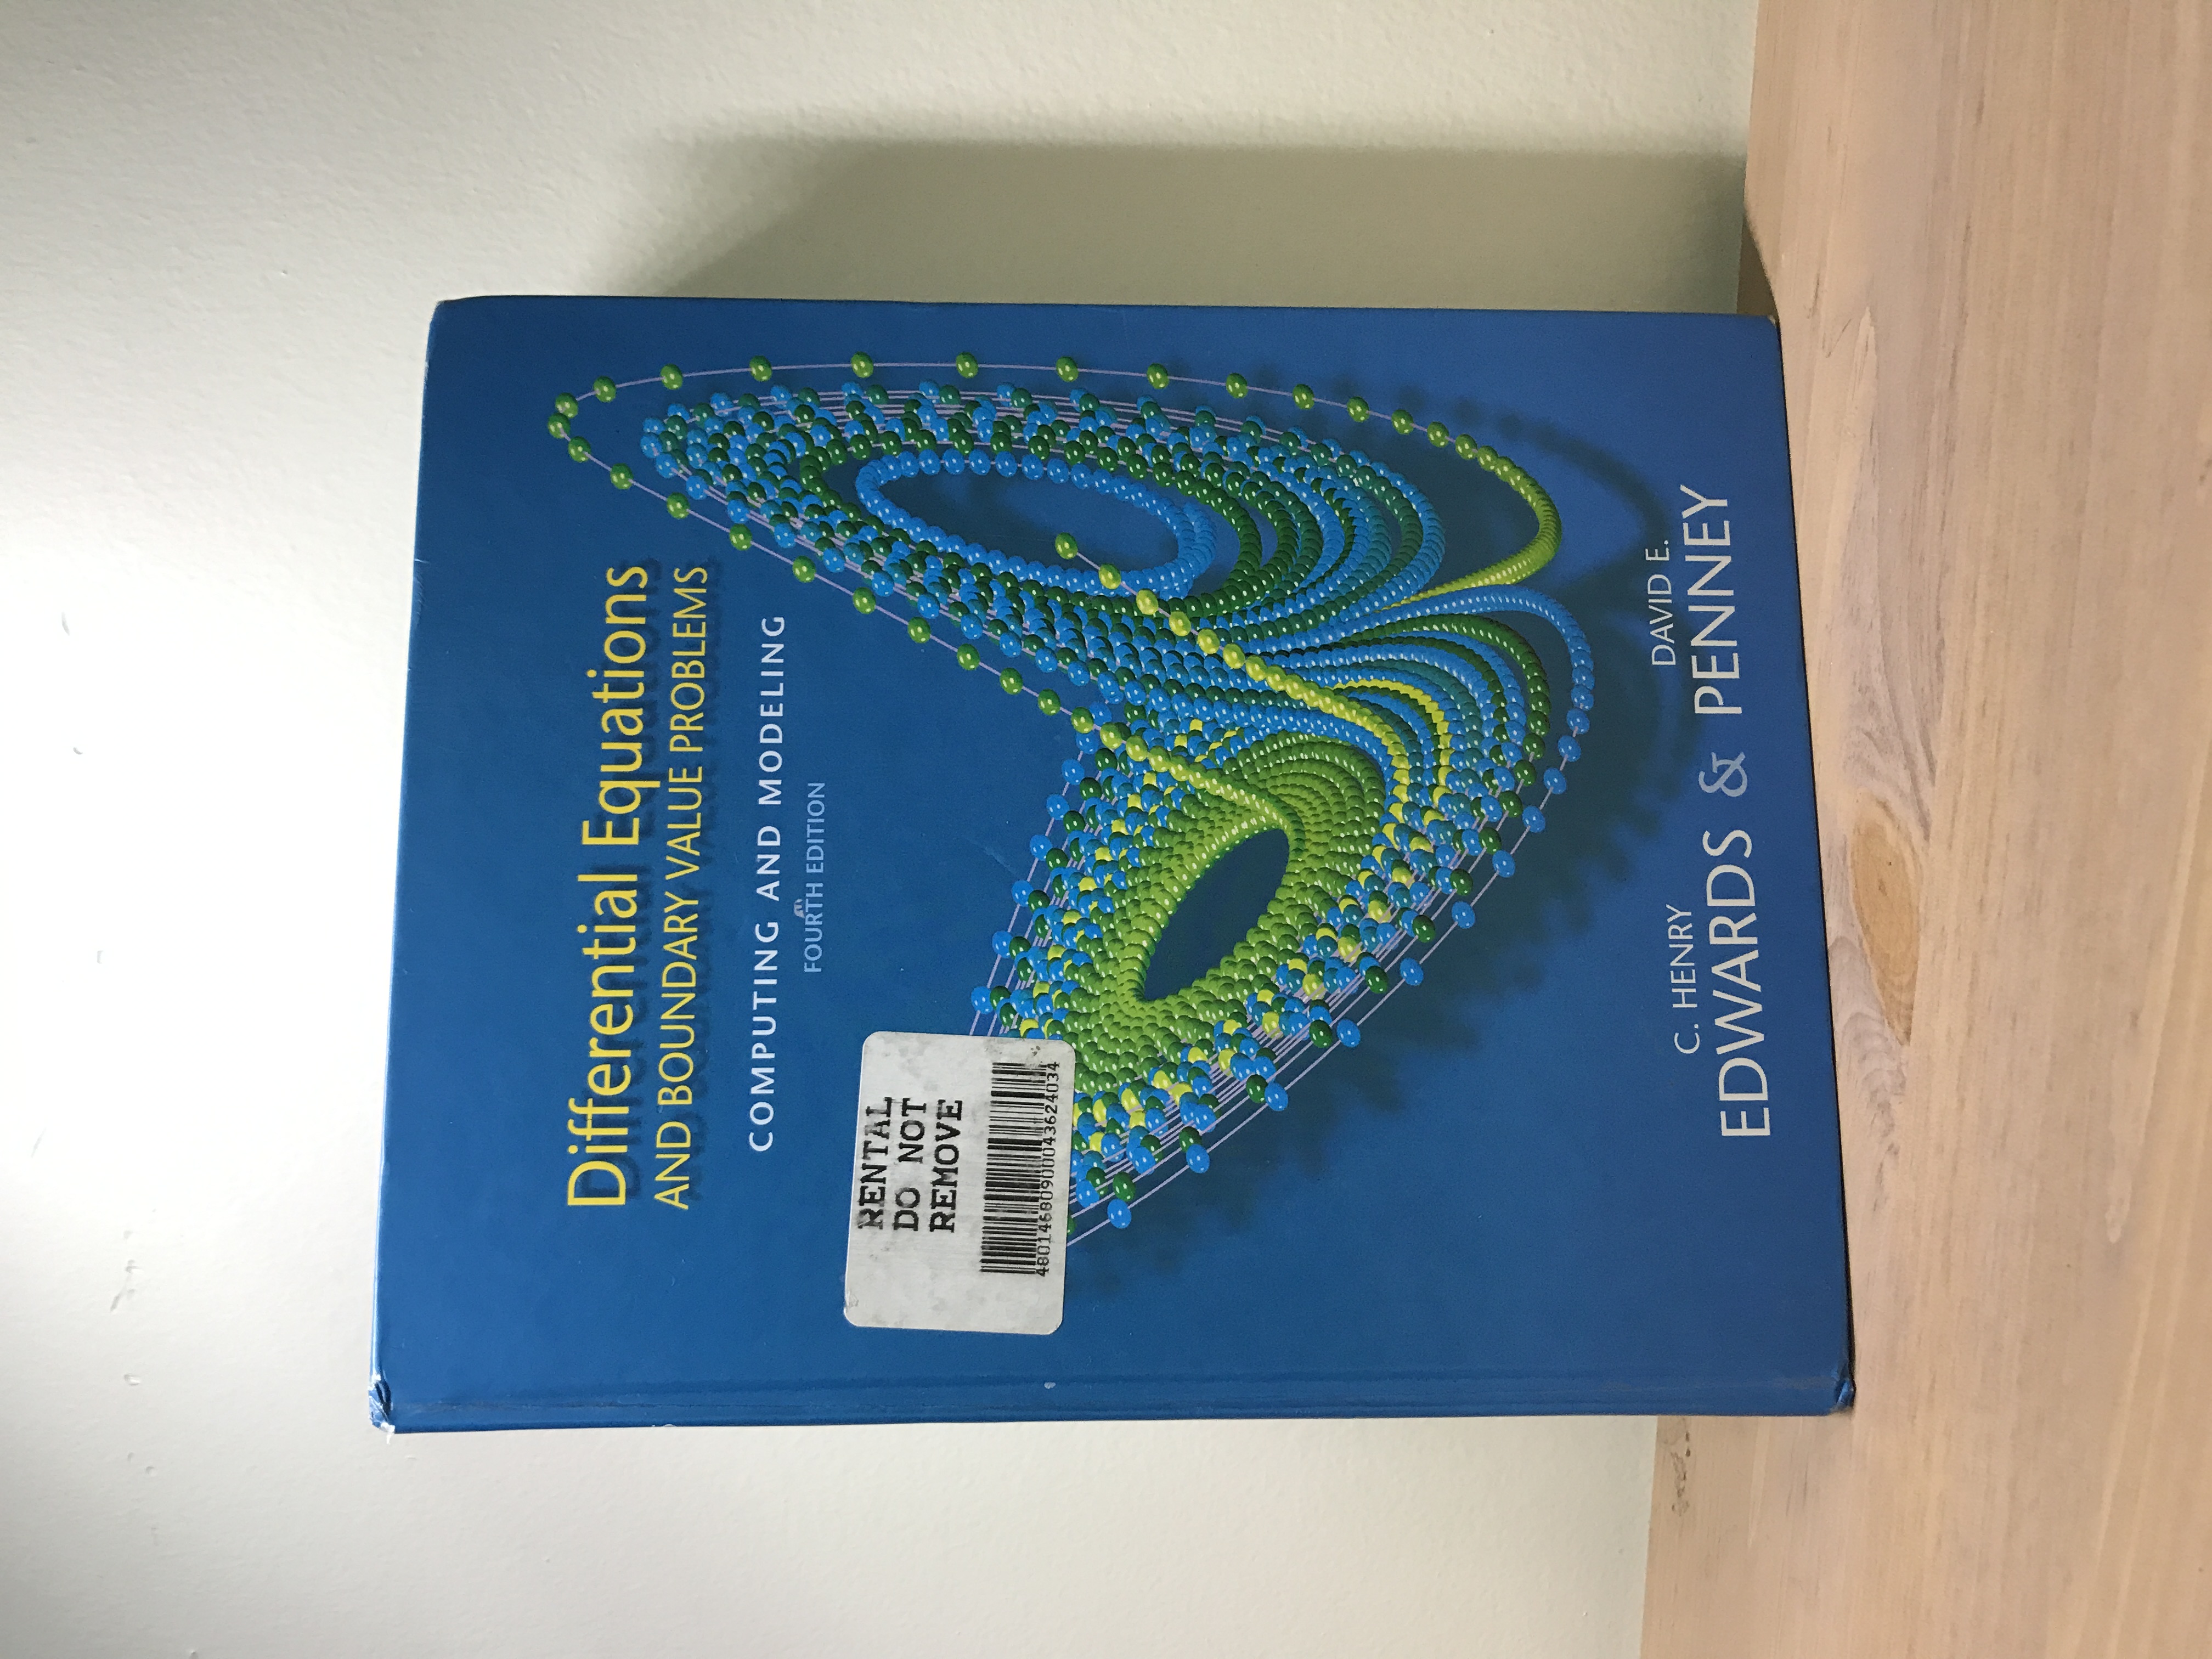 Differential Equations
AND BOUNDARY VALUE PROBLEMS
COMPUTING AND MODELING
FOURTH EDITION
RENTAL
DO NOT
REMOVE
48014680900043624034
C. HENRY
EDWARDS &
DAVID E.
PENNEY